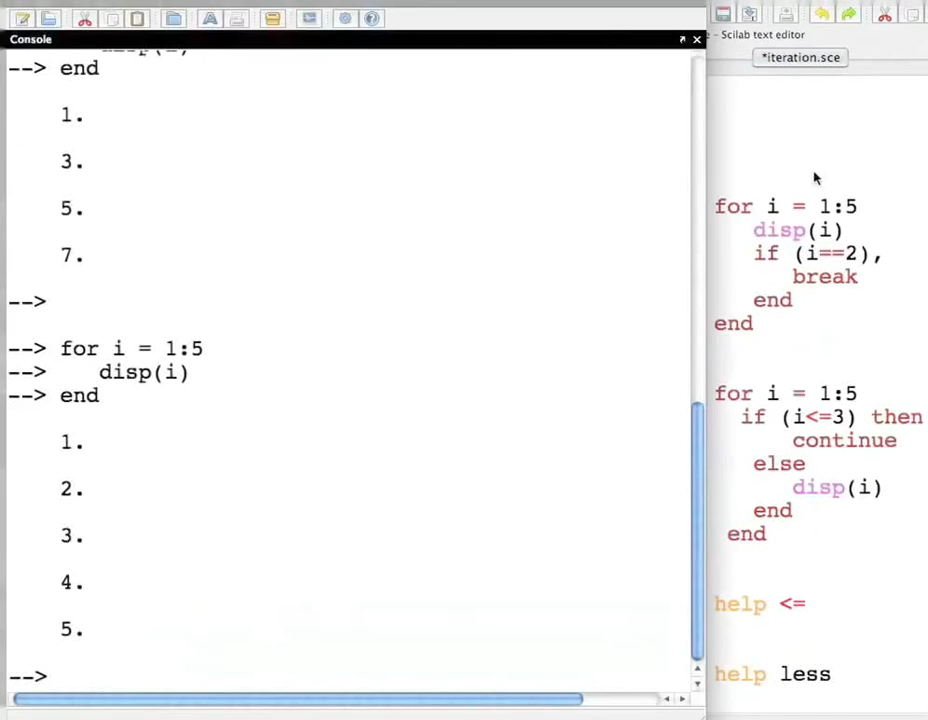 Console
--> end
1.
3.
5.
7.
-->
--> for i = 1:5
--> disp(i)
--> end
1.
2.
3.
4.
5.
-->
- Scilab text editor
*iteration.sce
for i = 1:5
disp(i)
if (i==2),
break
end
end
for i = 1:5
if (i<=3) then
continue
else
disp(i)
end
end
help <=
help less